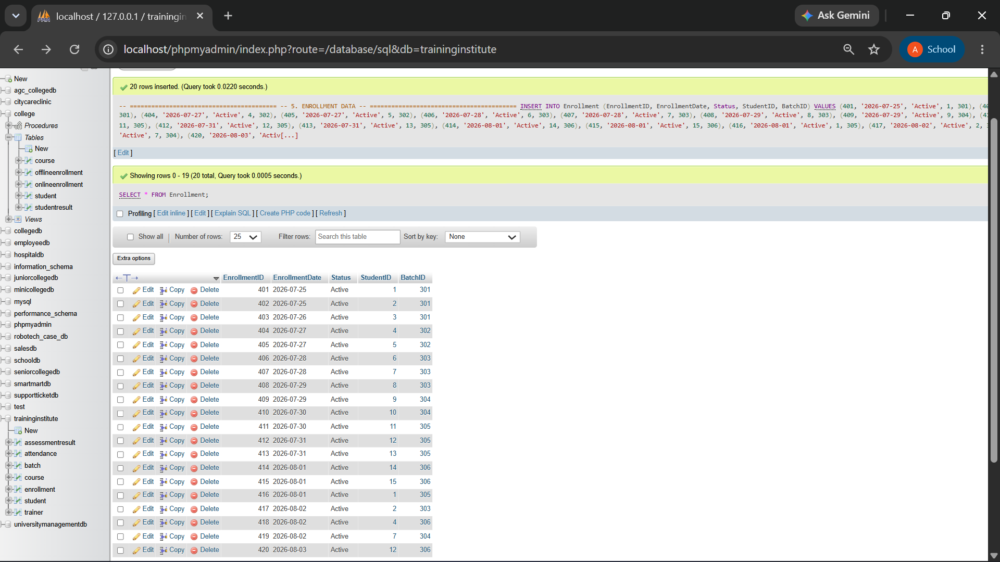 localhost / 127.0.0.1 / trainingin
Ask Gemini
localhost/phpmyadmin/index.php?route=/database/sql&db=traininginstitute
A School
New
agc_collegedb
citycareclinic
college
Procedures
Tables
New
course
offlineenrollment
onlineenrollment
student
studentresult
Views
collegedb
employeedb
hospitaldb
information_schema
juniorcollegedb
minicollegedb
mysql
performance_schema
phpmyadmin
robotech_case_db
salesdb
schooldb
seniorcollegedb
smartmartdb
supportticketdb
test
traininginstitute
New
assessmentresult
attendance
batch
course
enrollment
student
trainer
universitymanagementdb
20 rows inserted. (Query took 0.0220 seconds.)
-- ======================================= -- 5. ENROLLMENT DATA -- ======================================= INSERT INTO Enrollment (EnrollmentID, EnrollmentDate, Status, StudentID, BatchID) VALUES (401, '2026-07-25', 'Active', 1, 301), (40
301), (404, '2026-07-27', 'Active', 4, 302), (405, '2026-07-27', 'Active', 5, 302), (406, '2026-07-28', 'Active', 6, 303), (407, '2026-07-28', 'Active', 7, 303), (408, '2026-07-29', 'Active', 8, 303), (409, '2026-07-29', 'Active', 9, 304), (41
11, 305), (412, '2026-07-31', 'Active', 12, 305), (413, '2026-07-31', 'Active', 13, 305), (414, '2026-08-01', 'Active', 14, 306), (415, '2026-08-01', 'Active', 15, 306), (416, '2026-08-01', 'Active', 1, 305), (417, '2026-08-02', 'Active', 2, 3
'Active', 7, 304), (420, '2026-08-03', 'Activ[...]
[ Edit ]
Showing rows 0 - 19 (20 total, Query took 0.0005 seconds.)
SELECT * FROM Enrollment;
Profiling [ Edit inline ] [ Edit ] [ Explain SQL ] [ Create PHP code ] [ Refresh ]
Show all | Number of rows: 25 Filter rows: Search this table Sort by key: None
Extra options
←T→ EnrollmentID EnrollmentDate Status StudentID BatchID
Edit Copy Delete 401 2026-07-25 Active 1 301
Edit Copy Delete 402 2026-07-25 Active 2 301
Edit Copy Delete 403 2026-07-26 Active 3 301
Edit Copy Delete 404 2026-07-27 Active 4 302
Edit Copy Delete 405 2026-07-27 Active 5 302
Edit Copy Delete 406 2026-07-28 Active 6 303
Edit Copy Delete 407 2026-07-28 Active 7 303
Edit Copy Delete 408 2026-07-29 Active 8 303
Edit Copy Delete 409 2026-07-29 Active 9 304
Edit Copy Delete 410 2026-07-30 Active 10 304
Edit Copy Delete 411 2026-07-30 Active 11 305
Edit Copy Delete 412 2026-07-31 Active 12 305
Edit Copy Delete 413 2026-07-31 Active 13 305
Edit Copy Delete 414 2026-08-01 Active 14 306
Edit Copy Delete 415 2026-08-01 Active 15 306
Edit Copy Delete 416 2026-08-01 Active 1 305
Edit Copy Delete 417 2026-08-02 Active 2 303
Edit Copy Delete 418 2026-08-02 Active 4 306
Edit Copy Delete 419 2026-08-02 Active 7 304
Edit Copy Delete 420 2026-08-03 Active 12 306